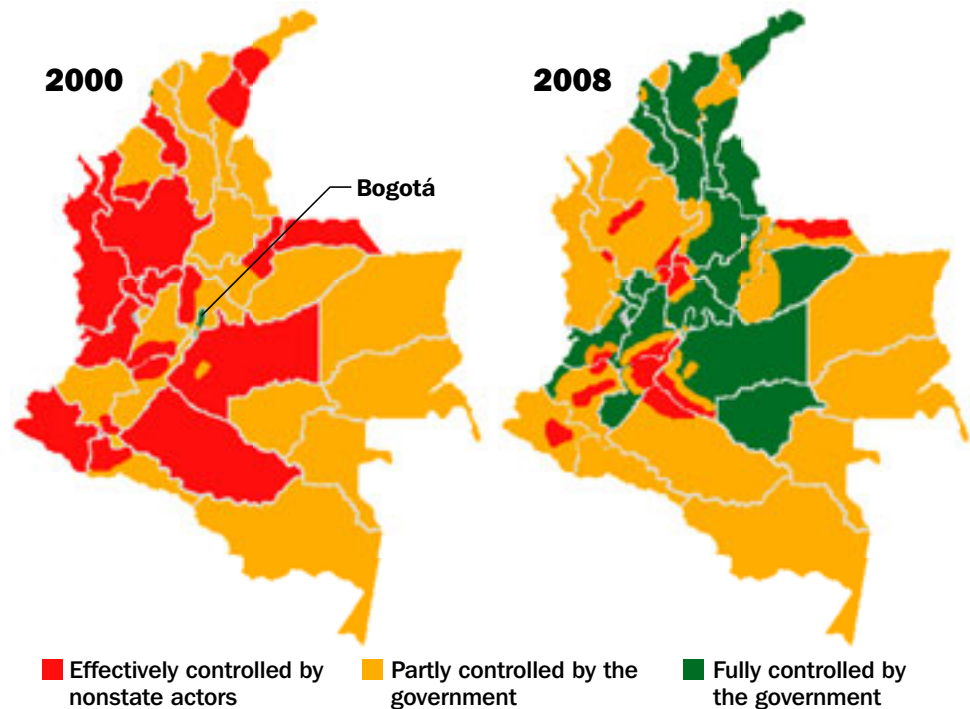 2000
2008
Bogotá
Effectively controlled by
nonstate actors
Partly controlled by the
government
Fully controlled by
the government